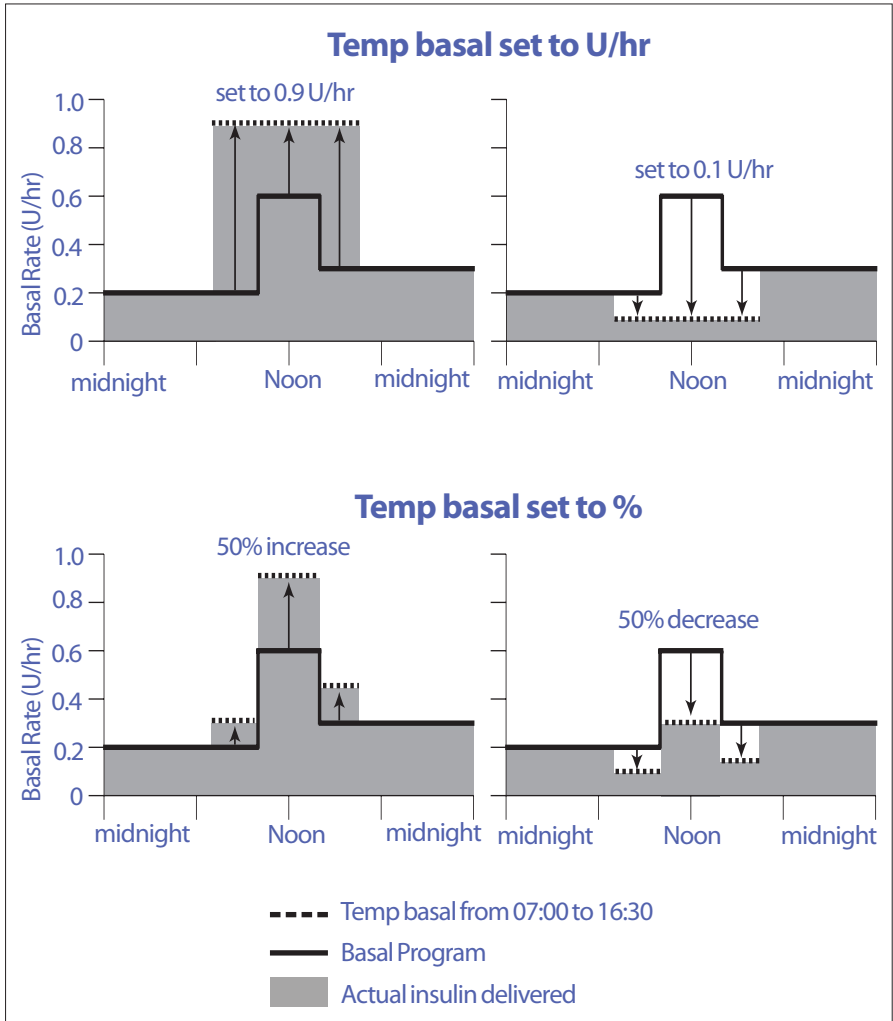 Temp basal set to U/hr
set to 0.9 U/hr
set to 0.1 U/hr
Basal Rate (U/hr)
1.0
0.8
0.6
0.4
0.2
0
midnight
Noon
midnight
midnight
Noon
midnight
Temp basal set to %
50% increase
50% decrease
Basal Rate (U/hr)
1.0
0.8
0.6
0.4
0.2
0
midnight
Noon
midnight
midnight
Noon
midnight
Temp basal from 07:00 to 16:30
Basal Program
Actual insulin delivered